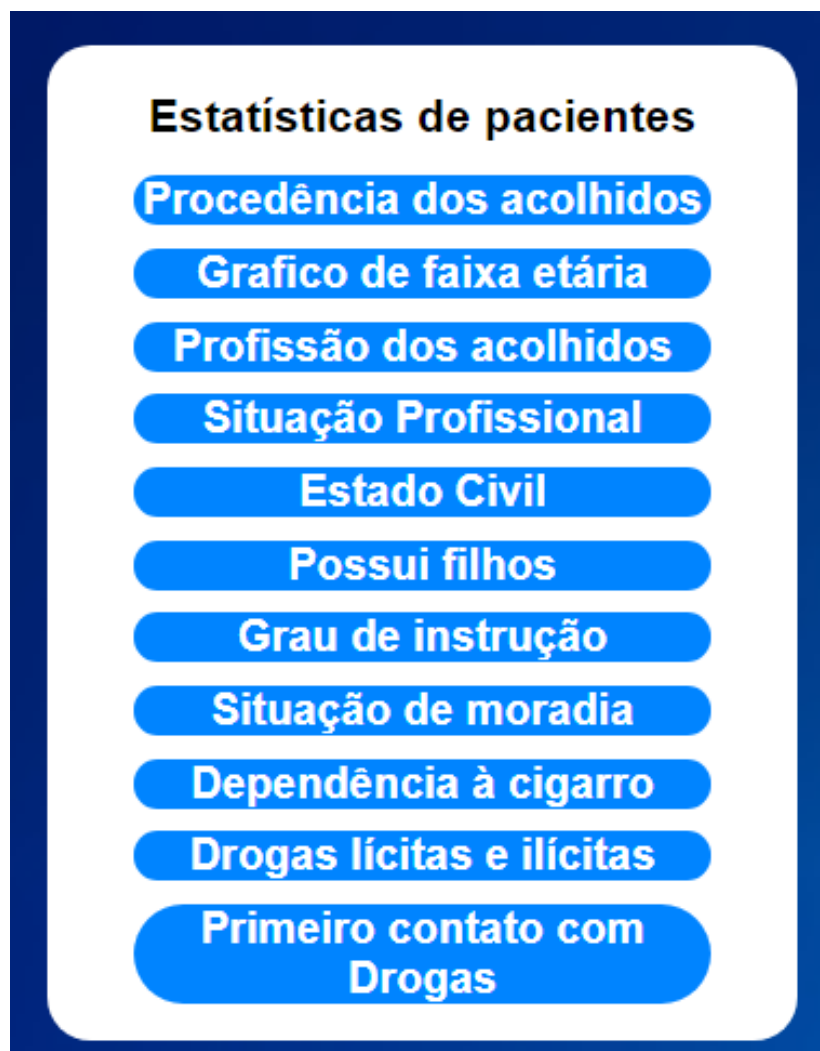 Estatísticas de pacientes
Procedência dos acolhidos
Grafico de faixa etária
Profissão dos acolhidos
Situação Profissional
Estado Civil
Possui filhos
Grau de instrução
Situação de moradia
Dependência à cigarro
Drogas lícitas e ilícitas
Primeiro contato com
Drogas